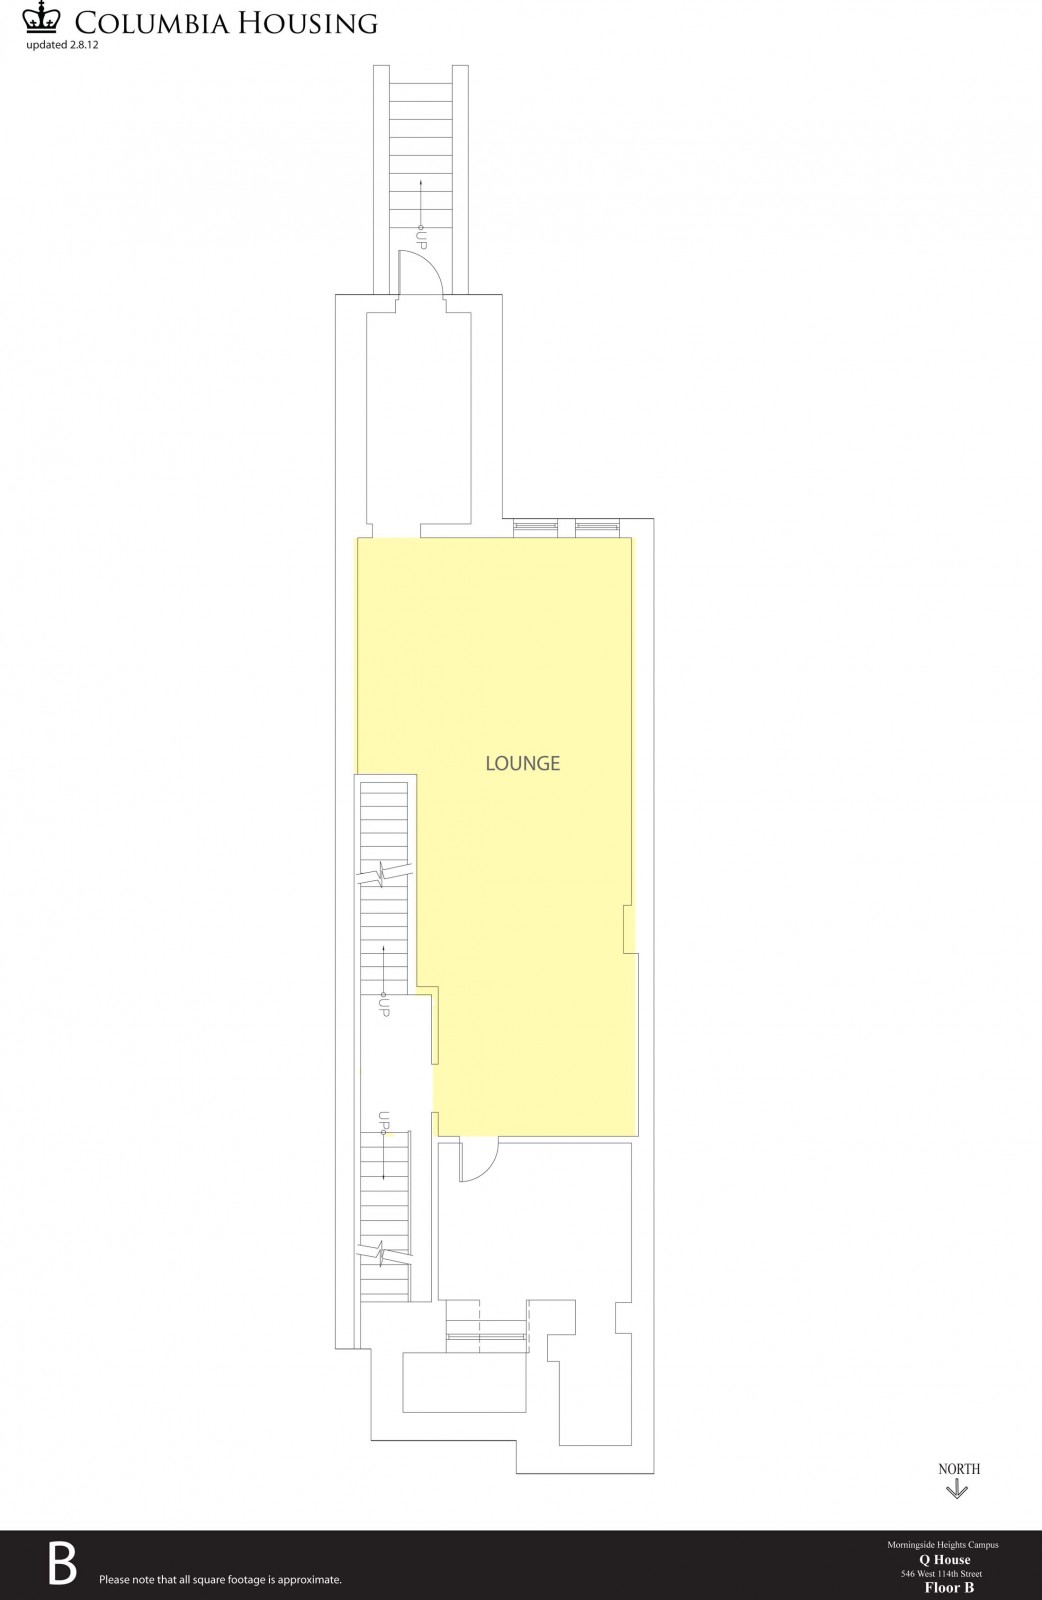 COLUMBIA HOUSING
updated 2.8.12
UP
LOUNGE
UP
UP
NORTH
B
Please note that all square footage is approximate.
Morningside Heights Campus
Q House
546 West 114th Street
Floor B